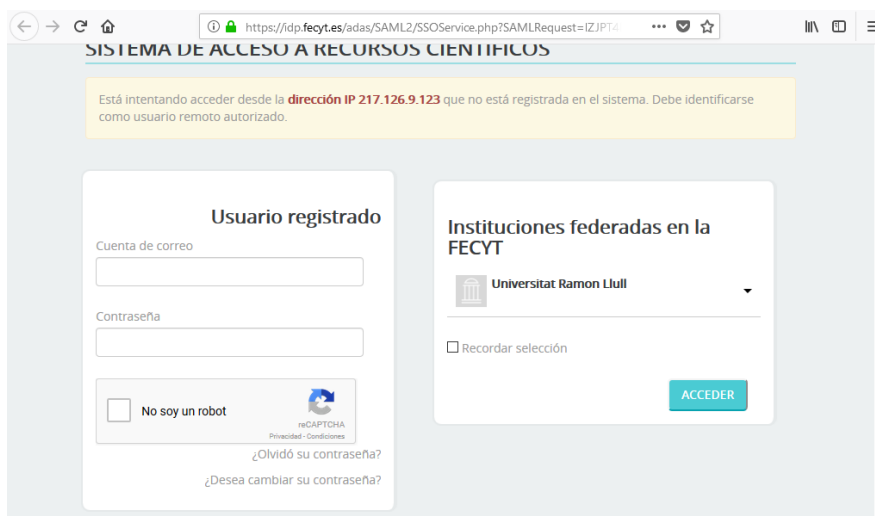 https://idp.fecyt.es/adas/SAML2/SSOService.php?SAMLRequest=lZJPT4
SISTEMA DE ACCESO A RECURSOS CIENTÍFICOS
Está intentando acceder desde la dirección IP 217.126.9.123 que no está registrada en el sistema. Debe identificarse
como usuario remoto autorizado.
Usuario registrado
Cuenta de correo
Contraseña
No soy un robot
reCAPTCHA
Privacidad - Condiciones
¿Olvidó su contraseña?
¿Desea cambiar su contraseña?
Instituciones federadas en la
FECYT
Universitat Ramon Llull
Recordar selección
ACCEDER